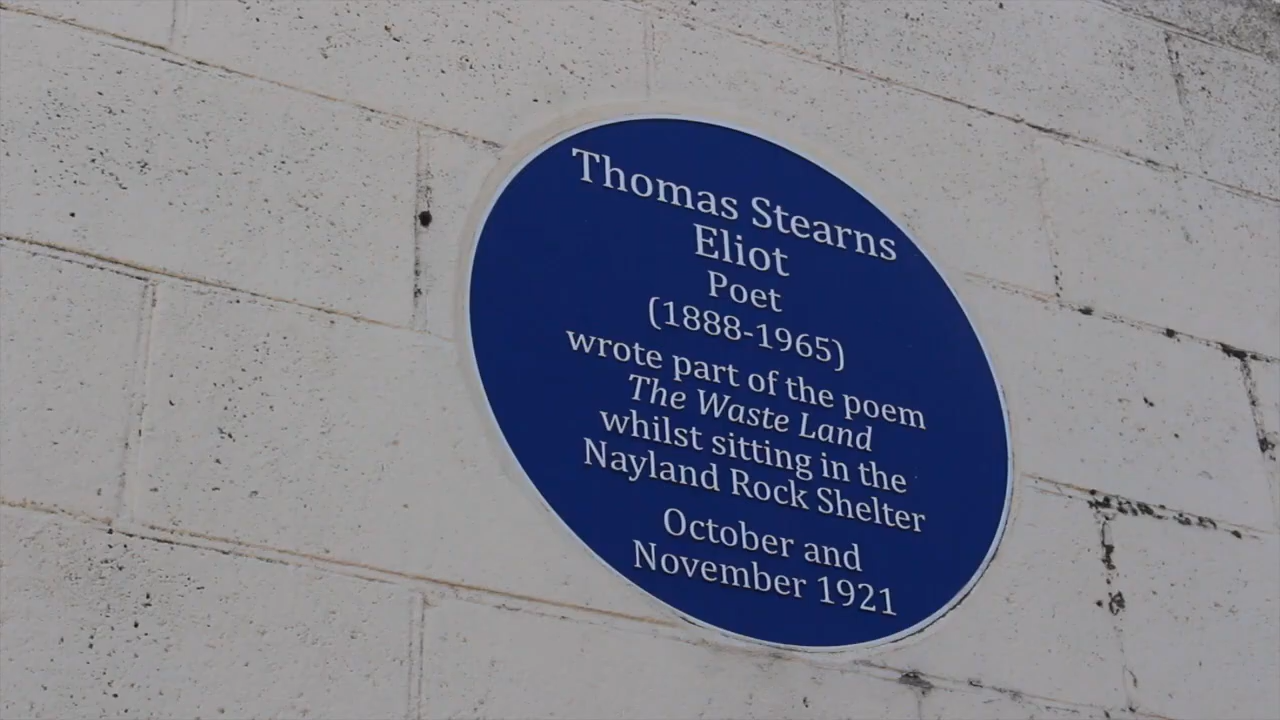 Thomas Stearns
Eliot
Poet
(1888-1965)
wrote part of the poem
The Waste Land
whilst sitting in the
Nayland Rock Shelter
October and
November 1921